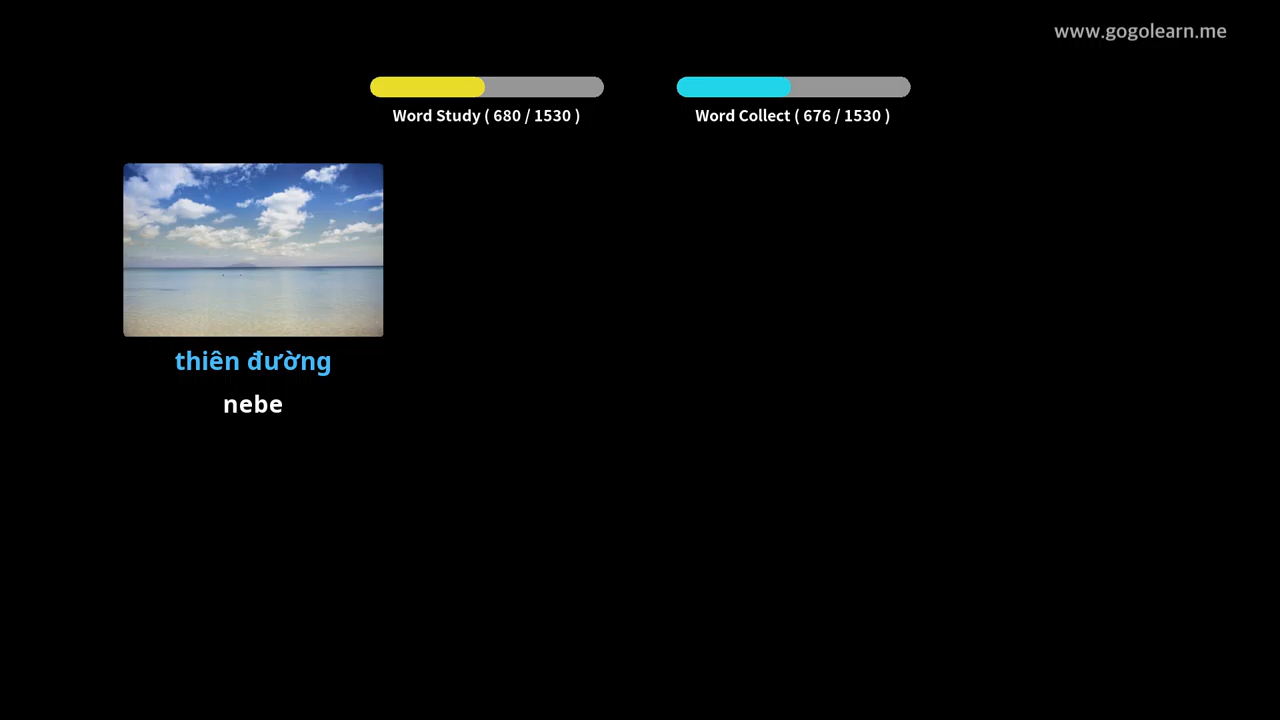 www.gogolearn.me
Word Study ( 680 / 1530 )
Word Collect ( 676 / 1530 )
thiên đường
nebe